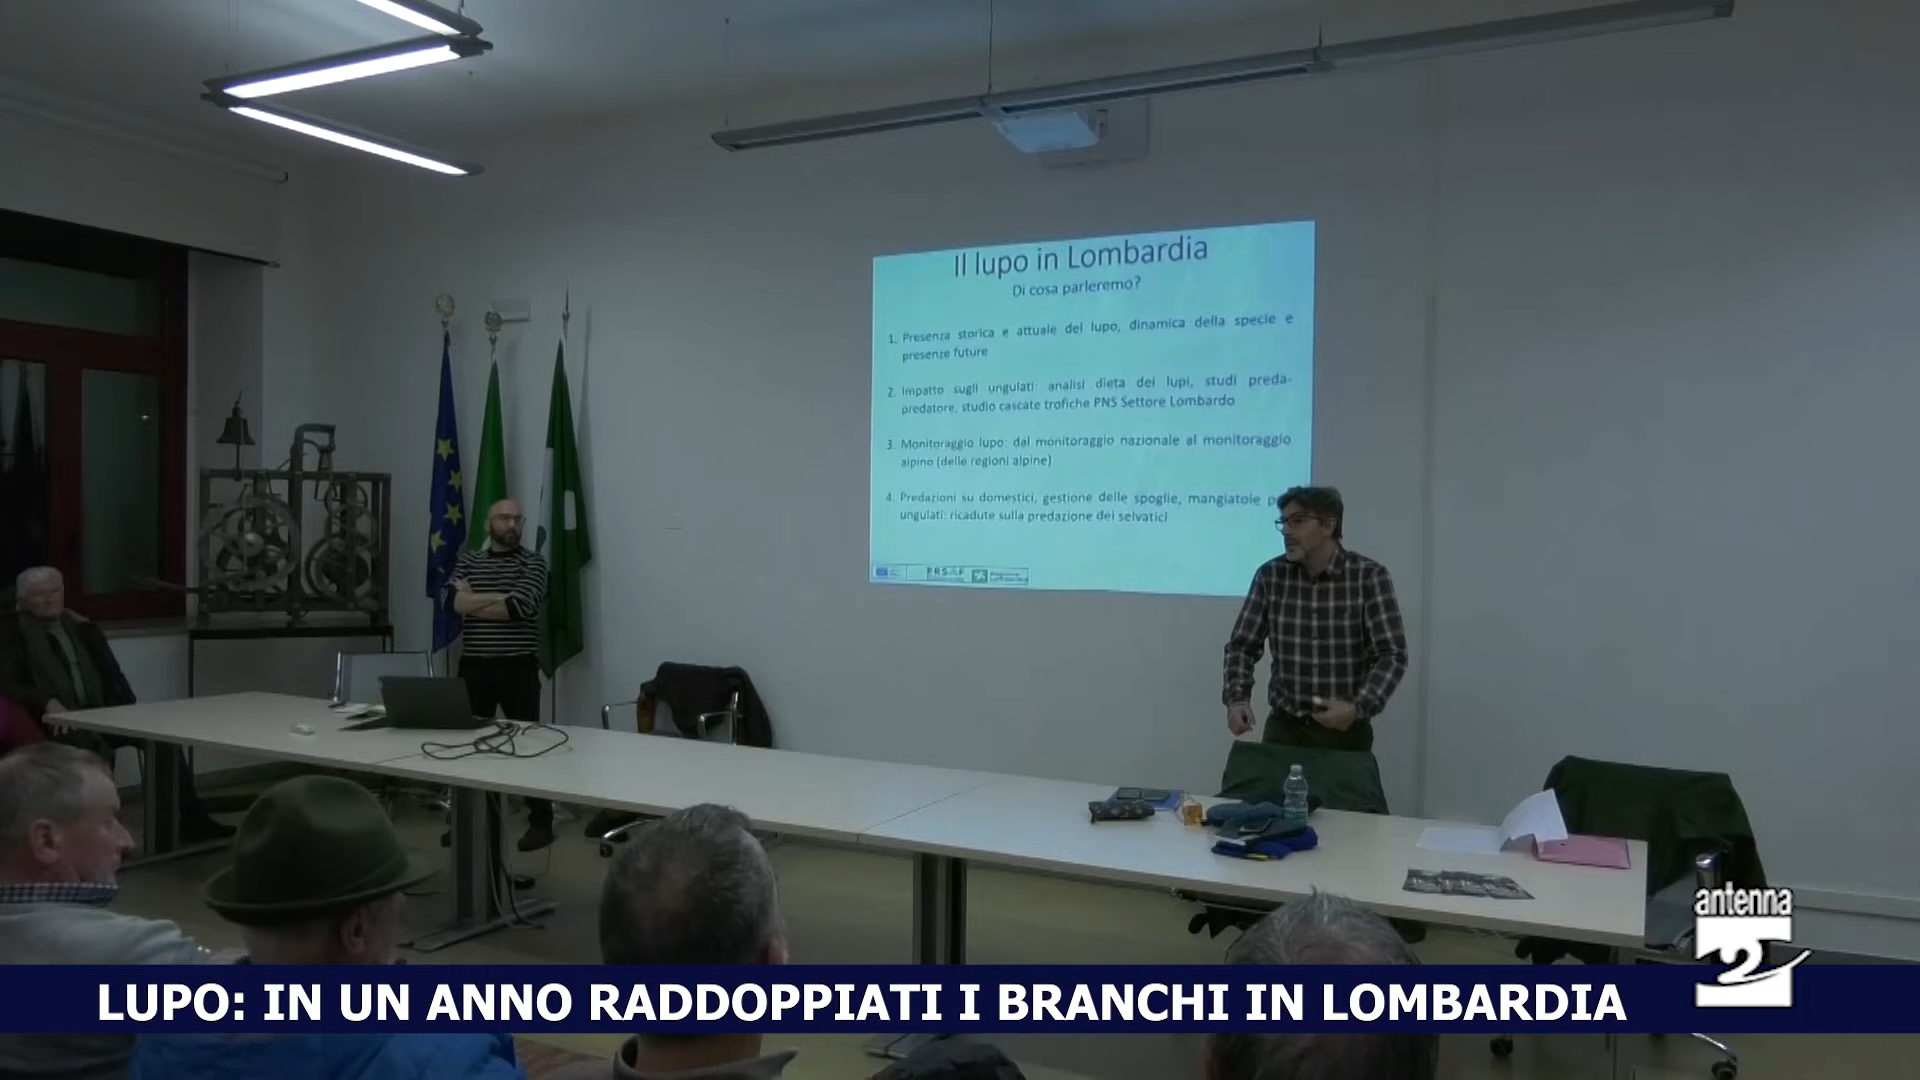 Il lupo in Lombardia
Di cosa parleremo?
1. Presenza storica e attuale del lupo, dinamica della specie e
presenze future
2. Impatto sugli ungulati: analisi dieta dei lupi, studi preda-
predatore, studio cascate trofiche PNS Settore Lombardo
3. Monitoraggio lupo: dal monitoraggio nazionale al monitoraggio
alpino (delle regioni alpine)
4. Predazioni su domestici, gestione delle spoglie, mangiatoie
ungulati: ricadute sulla predazione dei selvatici
ERSAF
antenna
2
LUPO: IN UN ANNO RADDOPPIATI I BRANCHI IN LOMBARDIA